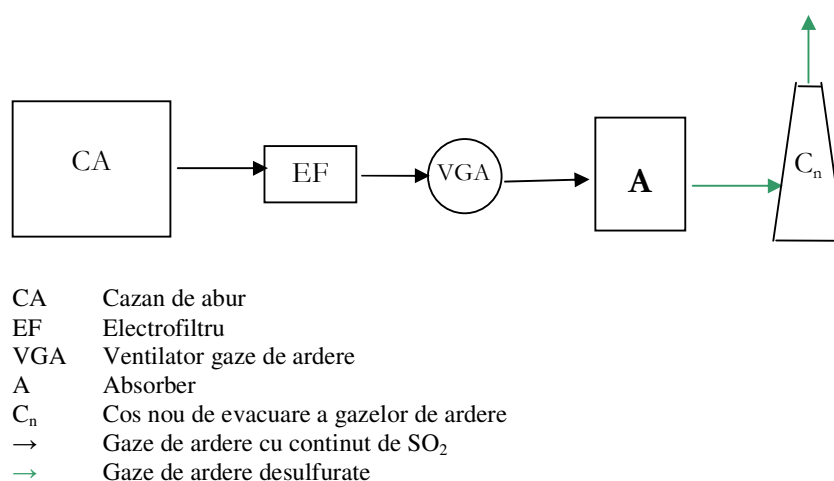 CA
EF
VGA
A
Cn
CA Cazan de abur
EF Electrofiltru
VGA Ventilator gaze de ardere
A Absorber
Cn Cos nou de evacuare a gazelor de ardere
→ Gaze de ardere cu continut de SO2
→ Gaze de ardere desulfurate